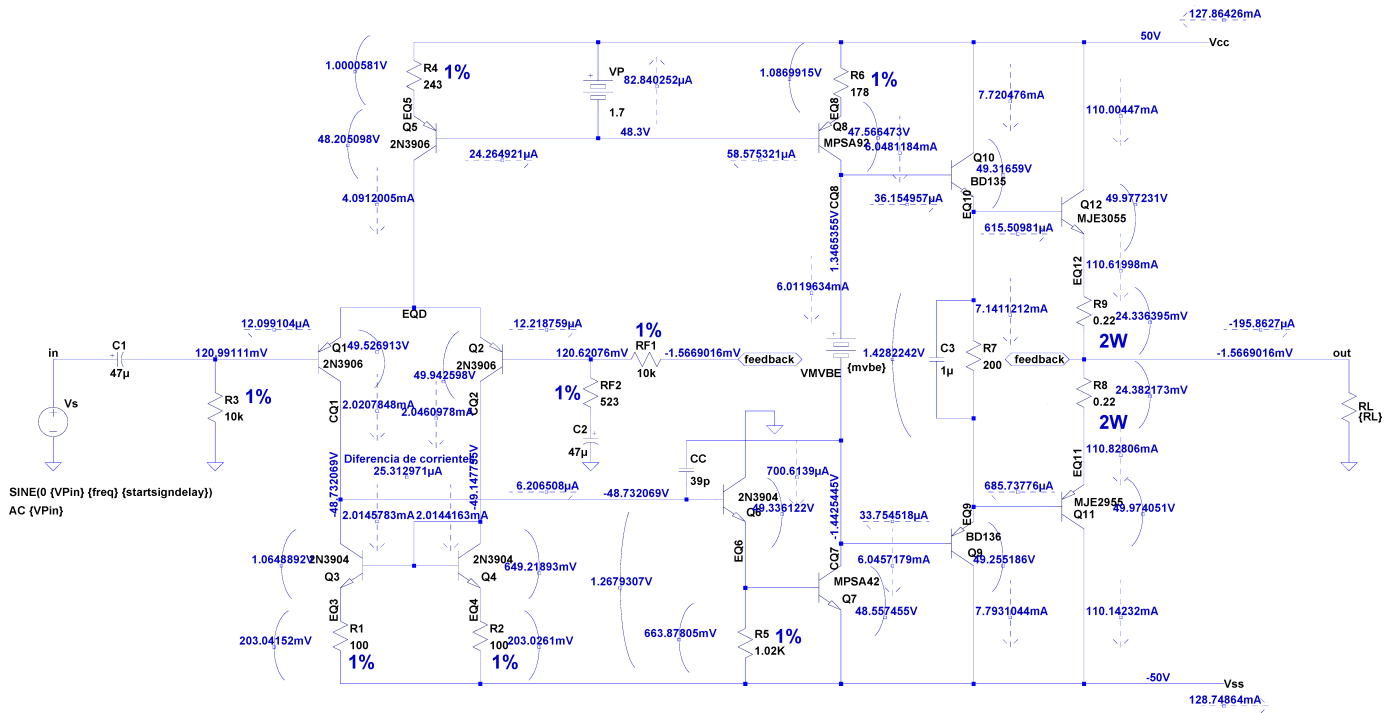 127.86426mA
50V
Vcc
1.0000581V
R4
243
1%
EQ5
VP
82.840252µA
1.7
1.0869915V
R6
178
1%
EQ8
7.720476mA
110.00447mA
48.205098V
Q5
2N3906
48.3V
Q8
MPSA92
47.566473V
6.0481184mA
24.264921µA
58.575321µA
Q10
49.31659V
BD135
EQ10
4.0912005mA
CQ8
36.154957µA
615.50981µA
Q12
MJE3055
49.977231V
1.3465355V
EQ12
110.61998mA
6.0119634mA
EQD
12.099104µA
12.218759µA
7.1411212mA
R9
0.22
2W
24.336395mV
-195.8627µA
in
C1
47µ
120.99111mV
Q1
2N3906
49.526913V
49.942598V
Q2
2N3906
120.62076mV
1%
RF1
10k
-1.5669016mV
feedback
VMVBE
{mvbe}
1.4282242V
C3
1µ
R7
200
feedback
-1.5669016mV
out
Vs
R3
10k
1%
CQ1
2.0207848mA
2.0460978mA
CQ2
RF2
523
1%
C2
47µ
R8
0.22
2W
24.382173mV
RL
{RL}
SINE(0 {VPin} {freq} {startsigndelay})
AC {VPin}
Diferencia de corrientes
25.312971µA
-48.732069V
-49.147755V
6.206508µA
-48.732069V
CC
39p
700.6139µA
2N3904
Q6
49.336122V
-1.4425445V
EQ11
110.82806mA
685.73776µA
MJE2955
Q11
49.974051V
2.0145783mA
2.0144163mA
33.754518µA
EQ9
BD136
Q9
49.255186V
1.0648892V
2N3904
Q3
2N3904
Q4
649.21893mV
1.2679307V
EQ6
CQ7
MPSA42
Q7
6.0457179mA
48.557455V
7.7931044mA
110.14232mA
EQ3
EQ4
203.04152mV
R1
100
1%
R2
100
1%
203.0261mV
663.87805mV
R5
1.02K
1%
-50V
Vss
128.74864mA